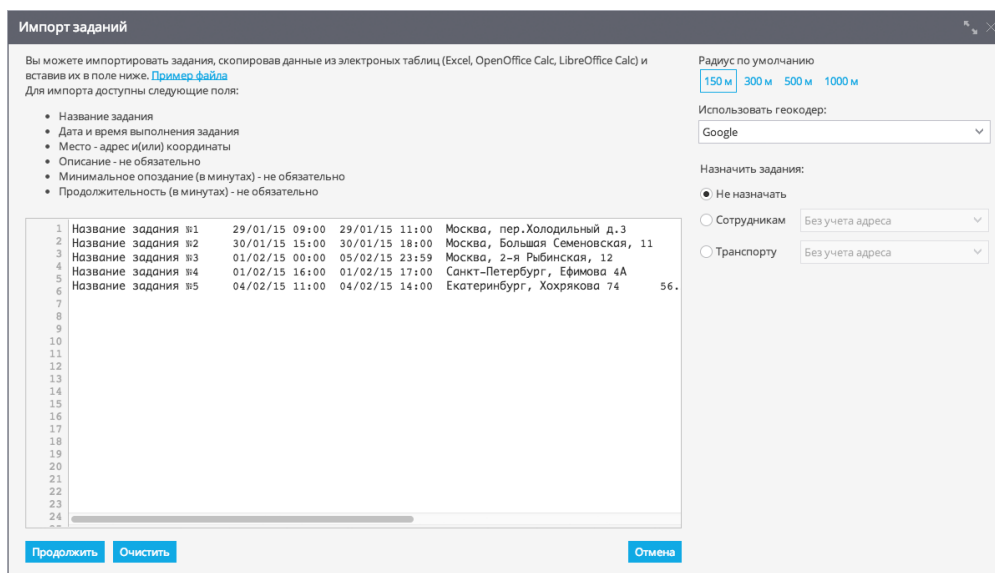 Импорт заданий
Вы можете импортировать задания, скопировав данные из электроных таблиц (Excel, OpenOffice Calc, LibreOffice Calc) и
вставив их в поле ниже. Пример файла
Для импорта доступны следующие поля:
Название задания
Дата и время выполнения задания
Место - адрес и(или) координаты
Описание - не обязательно
Минимальное опоздание (в минутах) - не обязательно
Продолжительность (в минутах) - не обязательно
1 Название задания №1 29/01/15 09:00 29/01/15 11:00 Москва, пер.Холодильный д.3
2 Название задания №2 30/01/15 15:00 30/01/15 18:00 Москва, Большая Семеновская, 11
3 Название задания №3 01/02/15 00:00 05/02/15 23:59 Москва, 2-я Рыбинская, 12
4 Название задания №4 01/02/15 16:00 01/02/15 17:00 Санкт-Петербург, Ефимова 4А
5 Название задания №5 04/02/15 11:00 04/02/15 14:00 Екатеринбург, Хохрякова 74 56.
6
7
8
9
10
11
12
13
14
15
16
17
18
19
20
21
22
23
24
Продолжить Очистить Отмена
Радиус по умолчанию
150 м 300 м 500 м 1000 м
Использовать геокодер:
Google
Назначить задания:
Не назначать
Сотрудникам Без учета адреса
Транспорту Без учета адреса